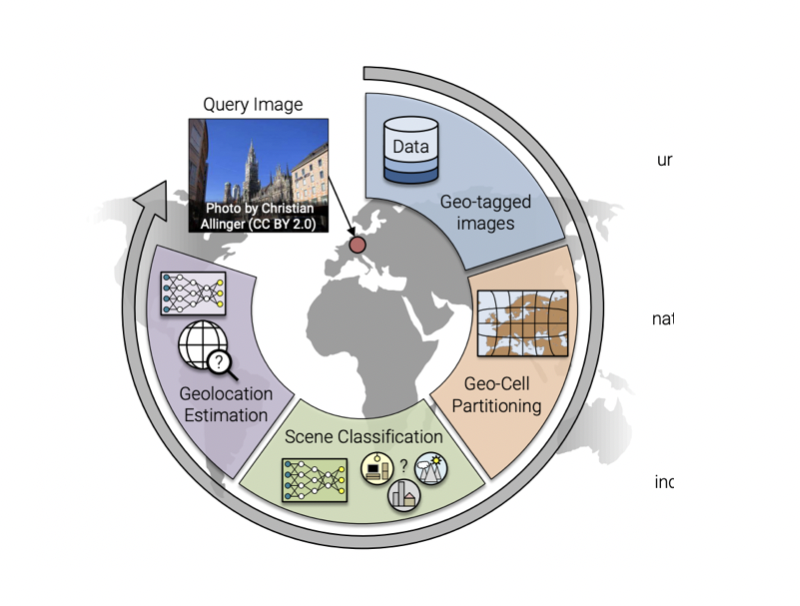 Query Image
Photo by Christian
Allinger (CC BY 2.0)
Data
Geo-tagged
images
Geo-Cell
Partitioning
Scene Classification
?
Geolocation
Estimation
?
ur
nat